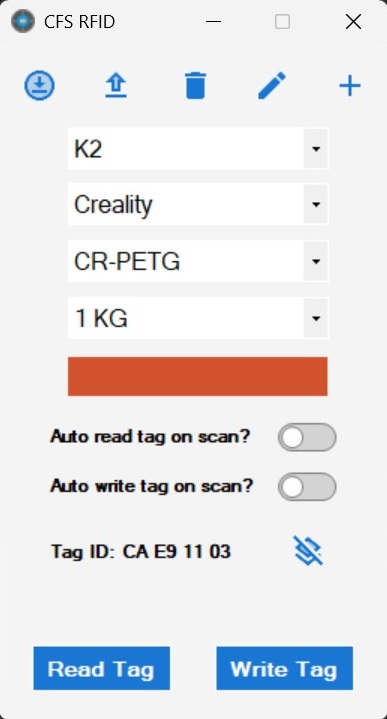 CFS RFID
K2
Creality
CR-PETG
1 KG
Auto read tag on scan?
Auto write tag on scan?
Tag ID: CA E9 11 03
Read Tag
Write Tag